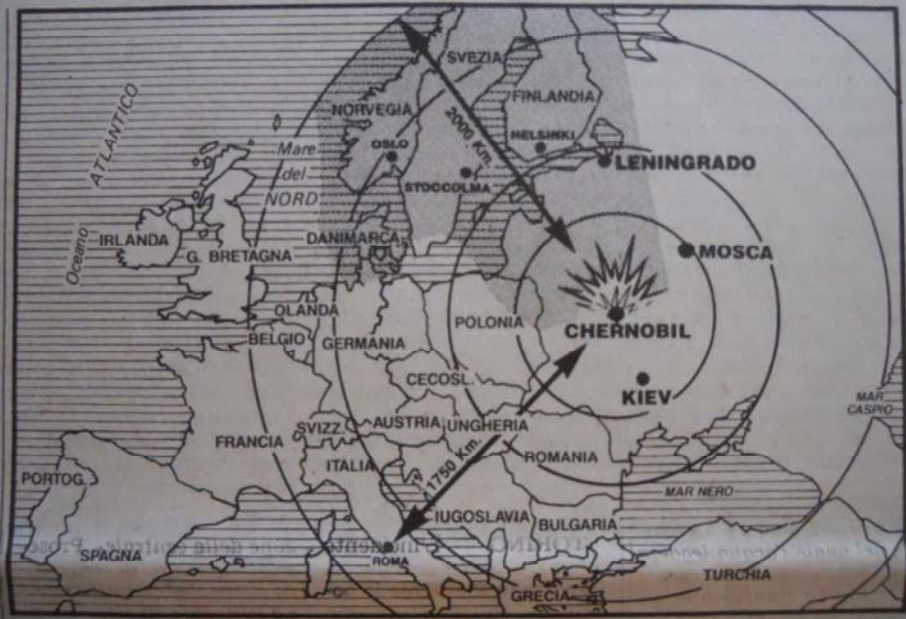 SVEZIA
NORVEGIA
FINLANDIA
2000 Km.
HELSINKI
OSLO
LENINGRADO
STOCCOLMA
ATLANTICO
Oceano
Mare
del
NORD
IRLANDA
G. BRETAGNA
DANIMARCA
MOSCA
OLANDA
BELGIO
GERMANIA
POLONIA
CHERNOBIL
CECOSL.
KIEV
MAR
CASPIO
FRANCIA
SVIZZ.
AUSTRIA
UNGHERIA
ITALIA
1750 Km.
ROMANIA
PORTOG.
IUGOSLAVIA
MAR NERO
BULGARIA
SPAGNA
ROMA
TURCHIA
GRECIA